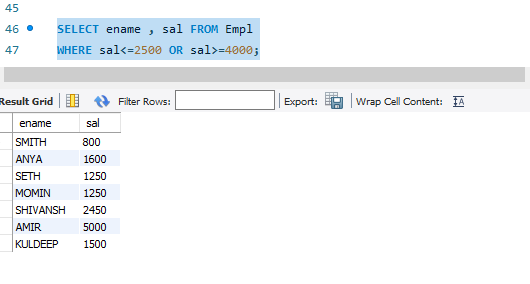 45
46 SELECT ename , sal FROM Empl
47 WHERE sal<=2500 OR sal>=4000;
Result Grid Filter Rows: Export: Wrap Cell Content:
ename sal
SMITH 800
ANYA 1600
SETH 1250
MOMIN 1250
SHIVANSH 2450
AMIR 5000
KULDEEP 1500